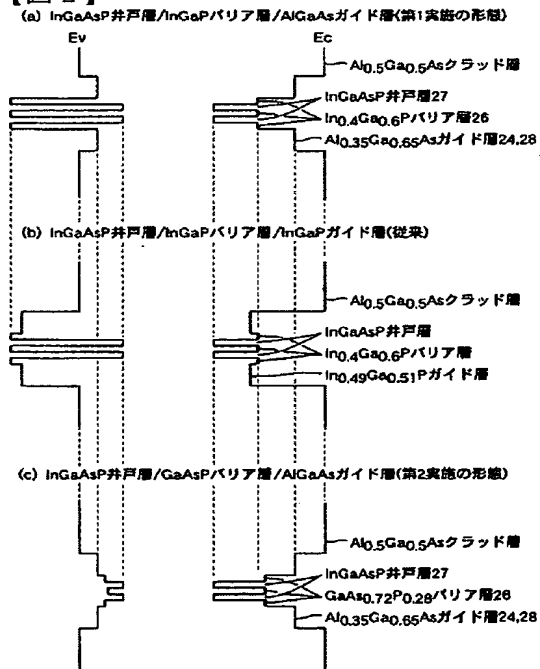 (a) InGaAsP井戸層/InGaPバリア層/AlGaAsガイド層(第1実施の形態)
Ev Ec
Al0.5Ga0.5Asクラッド層
InGaAsP井戸層27
In0.4Ga0.6Pバリア層26
Al0.35Ga0.65Asガイド層24,28
(b) InGaAsP井戸層/InGaPバリア層/InGaPガイド層(従来)
Al0.5Ga0.5Asクラッド層
InGaAsP井戸層
In0.4Ga0.6Pバリア層
In0.49Ga0.51Pガイド層
(c) InGaAsP井戸層/GaAsPバリア層/AlGaAsガイド層(第2実施の形態)
Al0.5Ga0.5Asクラッド層
InGaAsP井戸層27
GaAs0.72P0.28バリア層26
Al0.35Ga0.65Asガイド層24,28